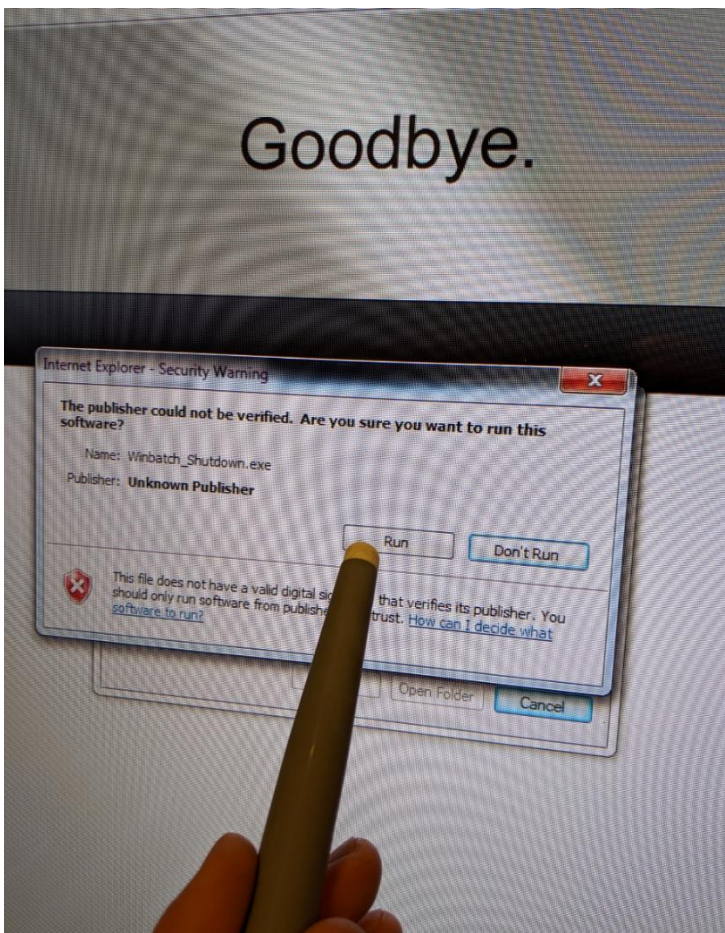 Goodbye.
Internet Explorer - Security Warning
The publisher could not be verified. Are you sure you want to run this
software?
Name: Winbatch_Shutdown.exe
Publisher: Unknown Publisher
Run
Don't Run
This file does not have a valid digital that verifies its publisher. You
should only run software from trust. How can I decide what
software to run?
Open Folder
Cancel